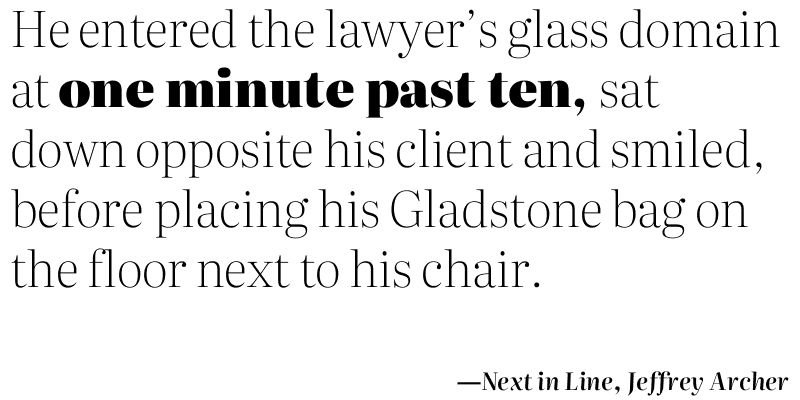 He entered the lawyer’s glass domain
at one minute past ten, sat
down opposite his client and smiled,
before placing his Gladstone bag on
the floor next to his chair.
—Next in Line, Jeffrey Archer